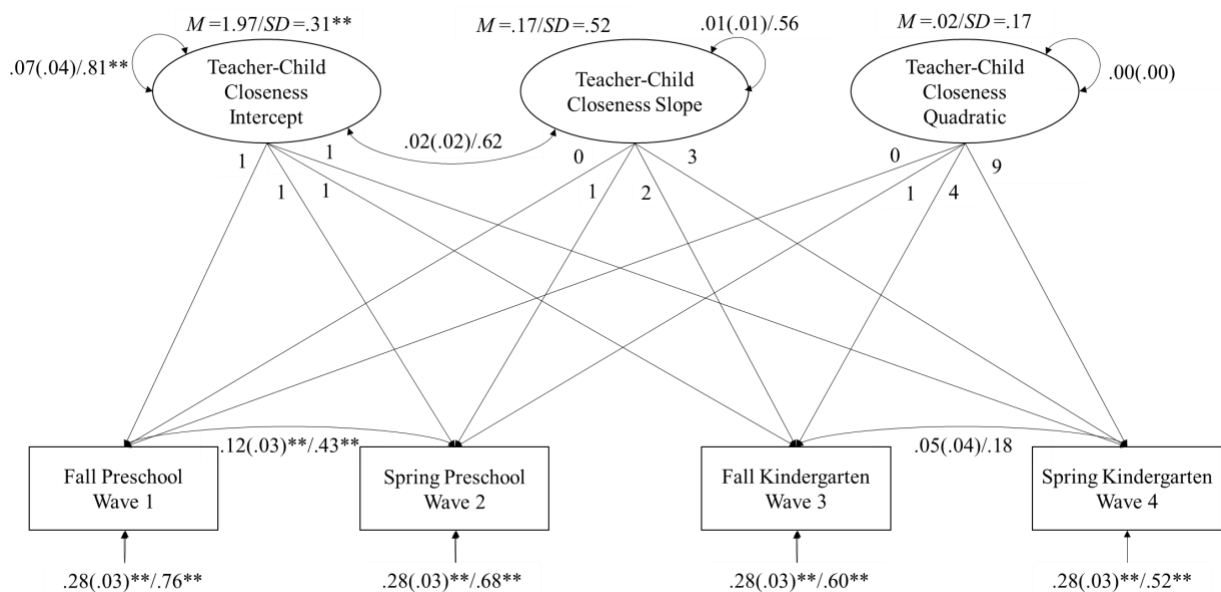 M =1.97/SD =.31**
M =.17/SD =.52
M =.02/SD =.17
.01(.01)/.56
.07(.04)/.81**
Teacher-Child
Closeness
Intercept
Teacher-Child
Closeness Slope
Teacher-Child
Closeness
Quadratic
.00(.00)
.02(.02)/.62
1
1
1
1
0
3
1
2
0
9
1
4
.12(.03)**/.43**
.05(.04)/.18
Fall Preschool
Wave 1
Spring Preschool
Wave 2
Fall Kindergarten
Wave 3
Spring Kindergarten
Wave 4
.28(.03)**/.76**
.28(.03)**/.68**
.28(.03)**/.60**
.28(.03)**/.52**